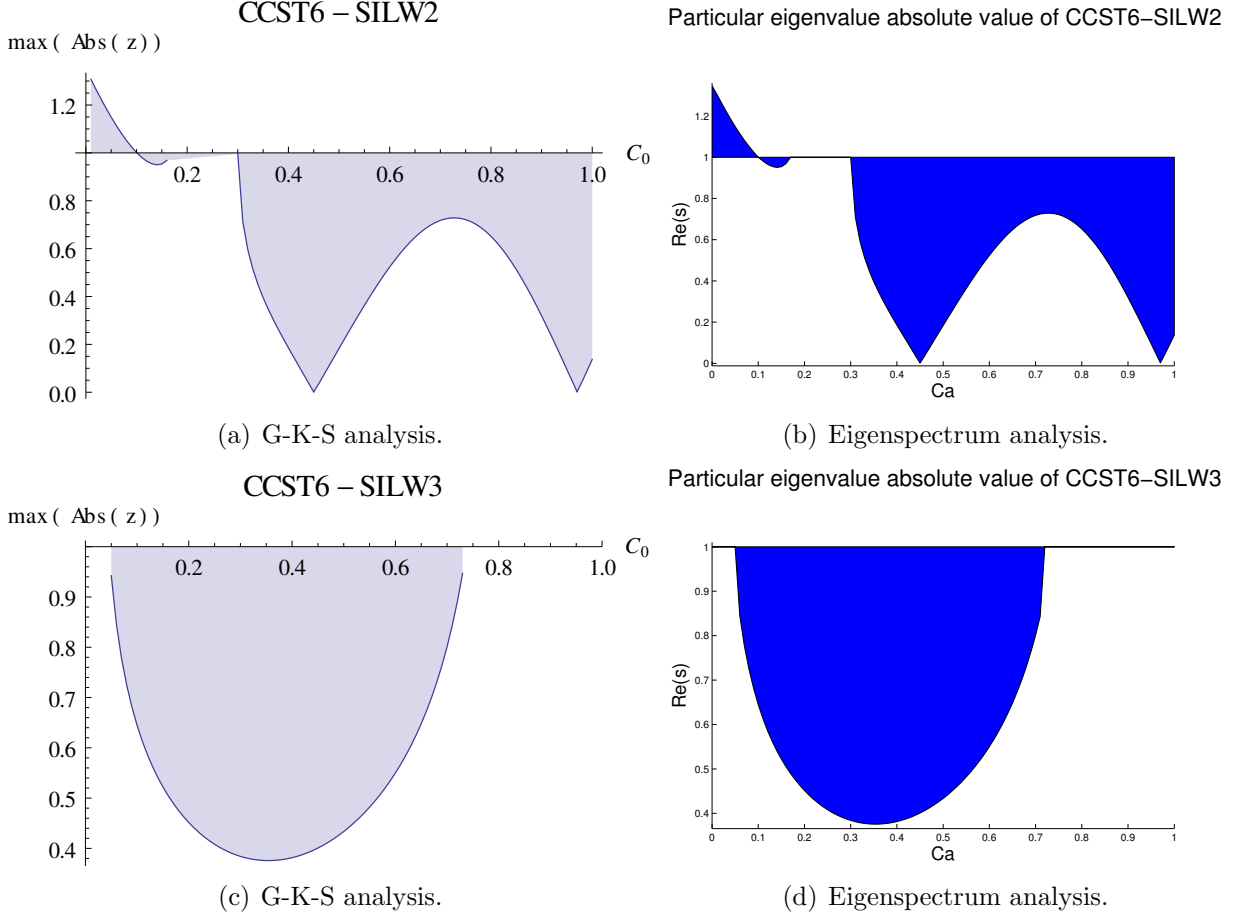 CCST6 – SILW2
max ( Abs ( z ) )
1.2
0.8
0.6
0.4
0.2
0.0
0.2 0.4 0.6 0.8 1.0
C0
(a) G-K-S analysis.
Particular eigenvalue absolute value of CCST6−SILW2
1.2
1
0.8
0.6
0.4
0.2
0
Re(s)
0 0.1 0.2 0.3 0.4 0.5 0.6 0.7 0.8 0.9 1
Ca
(b) Eigenspectrum analysis.
CCST6 – SILW3
max ( Abs ( z ) )
0.2 0.4 0.6 0.8 1.0
C0
0.9
0.8
0.7
0.6
0.5
0.4
(c) G-K-S analysis.
Particular eigenvalue absolute value of CCST6−SILW3
1
0.9
0.8
0.7
0.6
0.5
0.4
Re(s)
0 0.1 0.2 0.3 0.4 0.5 0.6 0.7 0.8 0.9 1
Ca
(d) Eigenspectrum analysis.